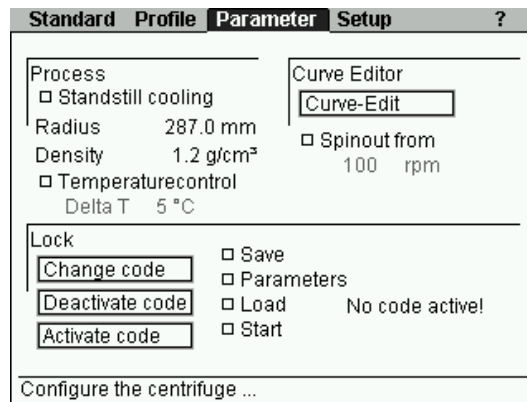 Standard Profile Parameter Setup ?
Process
Standstill cooling
Radius 287.0 mm
Density 1.2 g/cm³
Temperaturecontrol
Delta T 5 °C
Curve Editor
Curve-Edit
Spinout from
100 rpm
Lock
Change code
Deactivate code
Activate code
Save
Parameters
Load
Start
No code active!
Configure the centrifuge ...